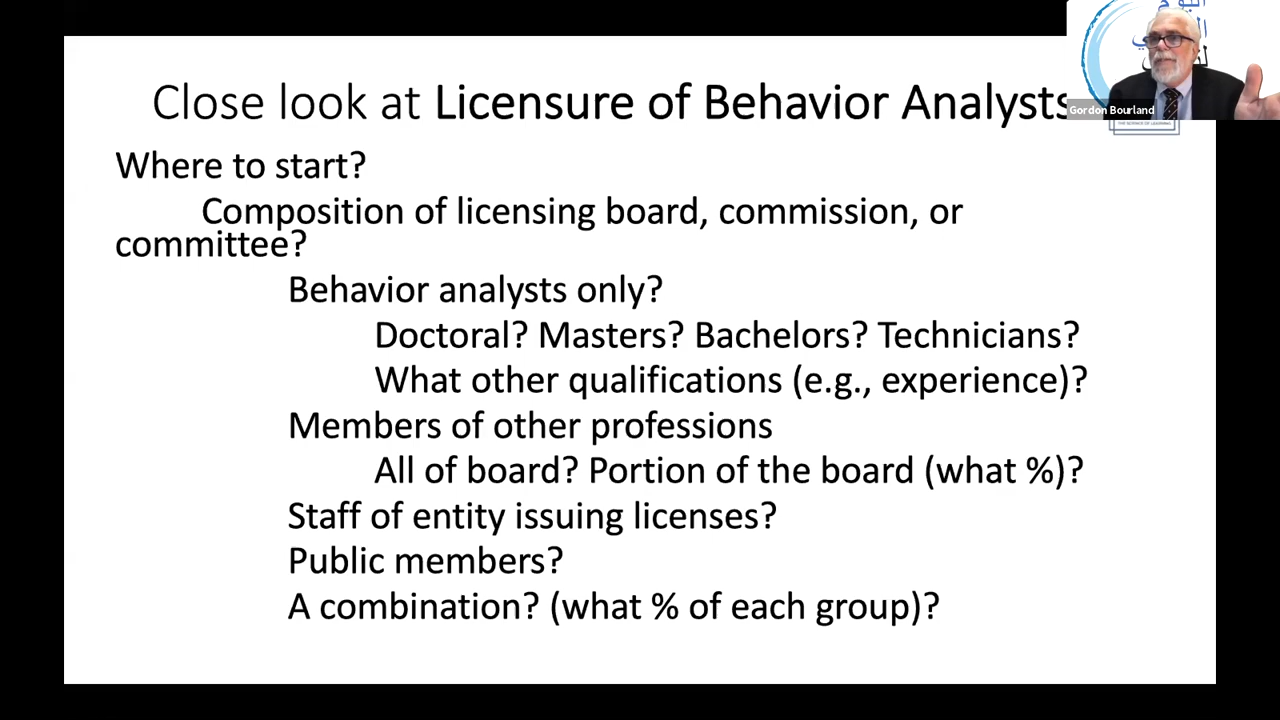 Close look at Licensure of Behavior Analysts
Gordon Bourland
Where to start?
Composition of licensing board, commission, or
committee?
Behavior analysts only?
Doctoral? Masters? Bachelors? Technicians?
What other qualifications (e.g., experience)?
Members of other professions
All of board? Portion of the board (what %)?
Staff of entity issuing licenses?
Public members?
A combination? (what % of each group)?